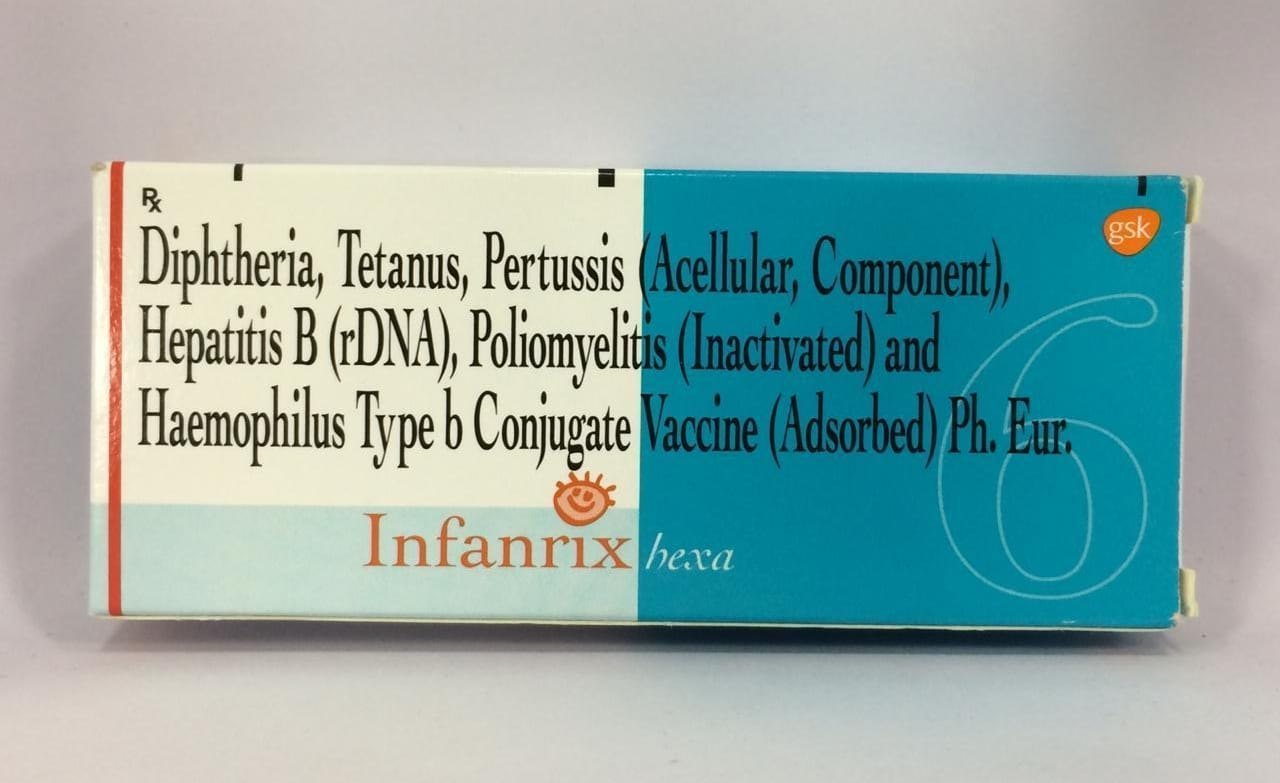 Rx
gsk
Diphtheria, Tetanus, Pertussis (Acellular, Component),
Hepatitis B (rDNA), Poliomyelitis (Inactivated) and
Haemophilus Type b Conjugate Vaccine (Adsorbed) Ph. Eur.
6
Infanrix hexa